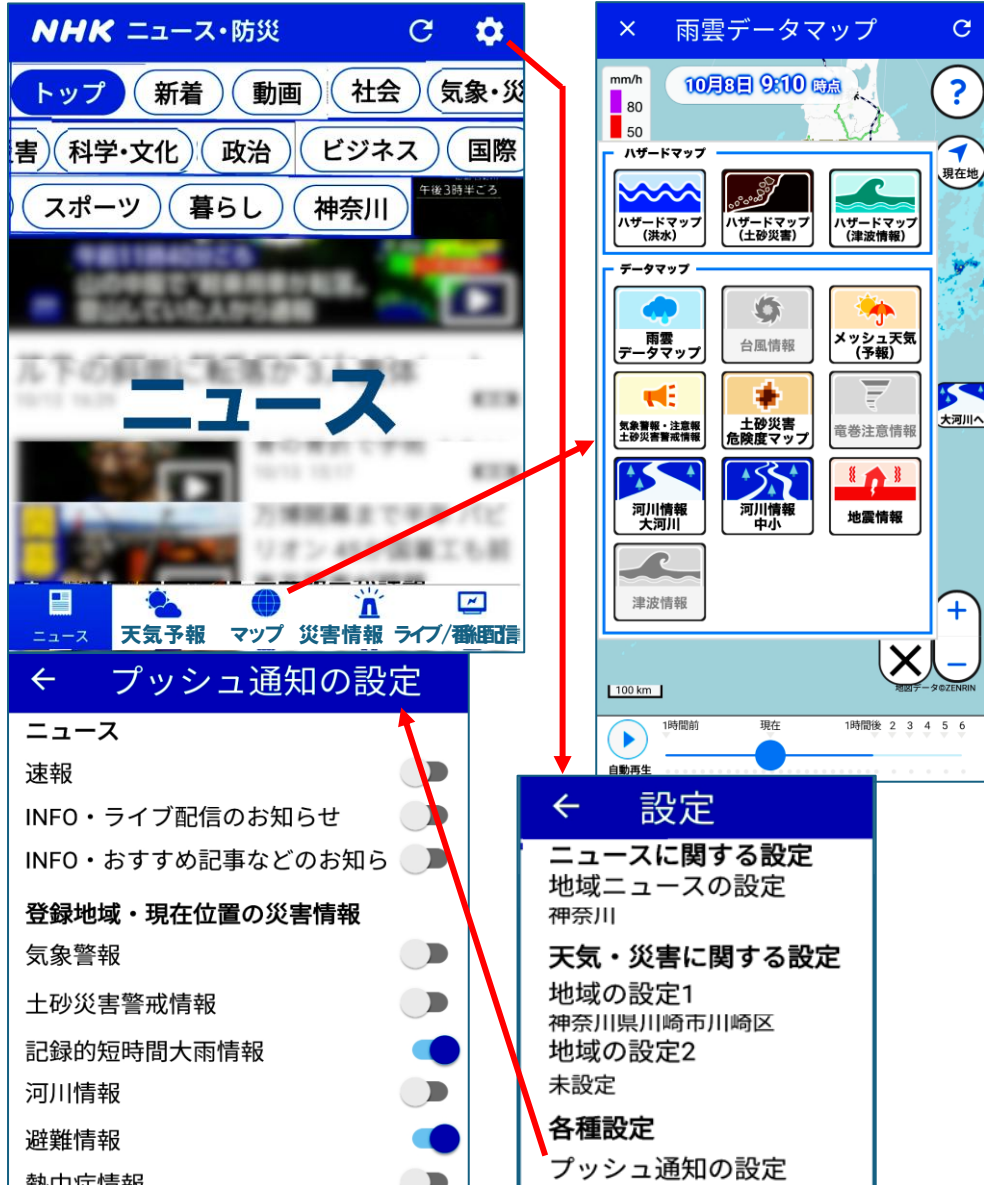 NHK ニュース・防災
トップ 新着 動画 社会 気象・災
害 科学・文化 政治 ビジネス 国際
スポーツ 暮らし 神奈川
午後3時半ごろ
ニュース
ニュース 天気予報 マップ 災害情報 ライブ/番組配信
プッシュ通知の設定
ニュース
速報
INFO・ライブ配信のお知らせ
INFO・おすすめ記事などのお知ら
登録地域・現在位置の災害情報
気象警報
土砂災害警戒情報
記録的短時間大雨情報
河川情報
避難情報
熱中症情報
雨雲データマップ
mm/h
80
50
10月8日 9:10 時点
?
現在地
ハザードマップ
ハザードマップ
(洪水)
ハザードマップ
(土砂災害)
ハザードマップ
(津波情報)
データマップ
雨雲
データマップ
台風情報
メッシュ天気
(予報)
気象警報・注意報
土砂災害警戒情報
土砂災害
危険度マップ
竜巻注意情報
河川情報
大河川
河川情報
中小
地震情報
津波情報
大河川へ
+
−
100 km
地図データ©ZENRIN
1時間前 現在 1時間後 2 3 4 5 6
自動再生
設定
ニュースに関する設定
地域ニュースの設定
神奈川
天気・災害に関する設定
地域の設定1
神奈川県川崎市川崎区
地域の設定2
未設定
各種設定
プッシュ通知の設定